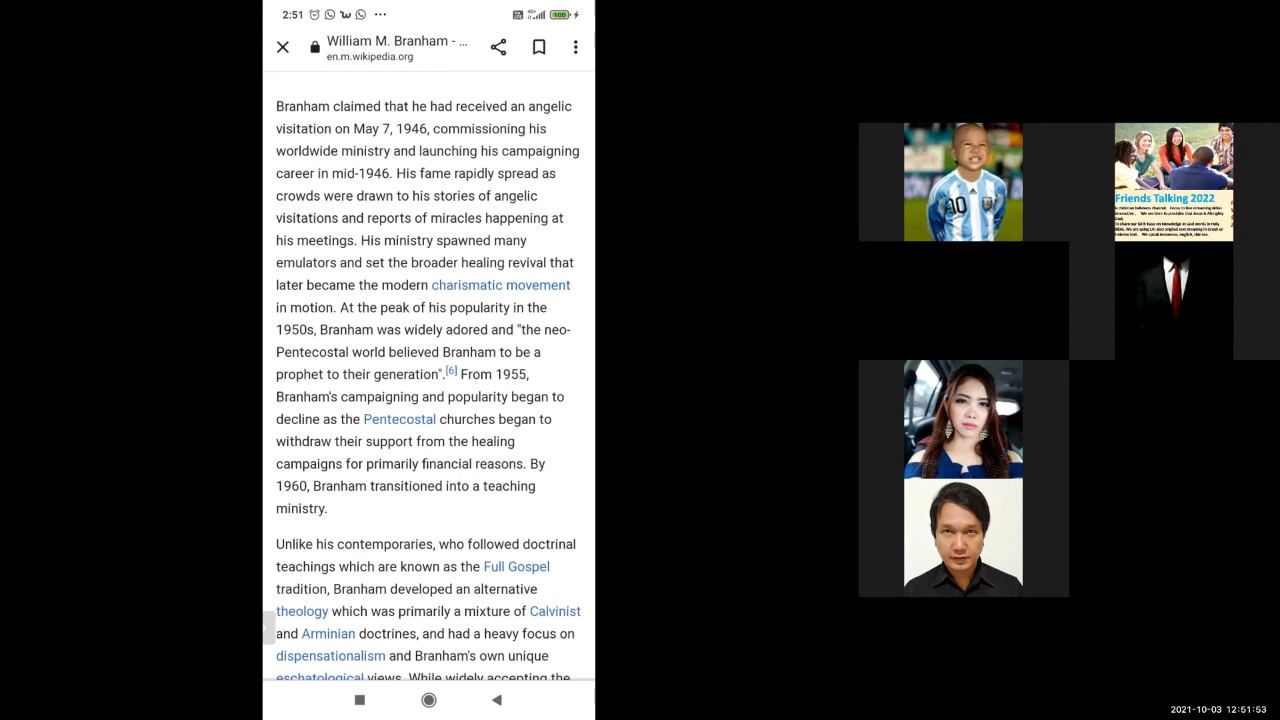 2:51
100
William M. Branham - ...
en.m.wikipedia.org
Branham claimed that he had received an angelic
visitation on May 7, 1946, commissioning his
worldwide ministry and launching his campaigning
career in mid-1946. His fame rapidly spread as
crowds were drawn to his stories of angelic
visitations and reports of miracles happening at
his meetings. His ministry spawned many
emulators and set the broader healing revival that
later became the modern charismatic movement
in motion. At the peak of his popularity in the
1950s, Branham was widely adored and "the neo-
Pentecostal world believed Branham to be a
prophet to their generation".[6] From 1955,
Branham's campaigning and popularity began to
decline as the Pentecostal churches began to
withdraw their support from the healing
campaigns for primarily financial reasons. By
1960, Branham transitioned into a teaching
ministry.
Unlike his contemporaries, who followed doctrinal
teachings which are known as the Full Gospel
tradition, Branham developed an alternative
theology which was primarily a mixture of Calvinist
and Arminian doctrines, and had a heavy focus on
dispensationalism and Branham's own unique
eschatological views. While widely accepting the
10
Friends Talking 2022
2021-10-03 12:51:53